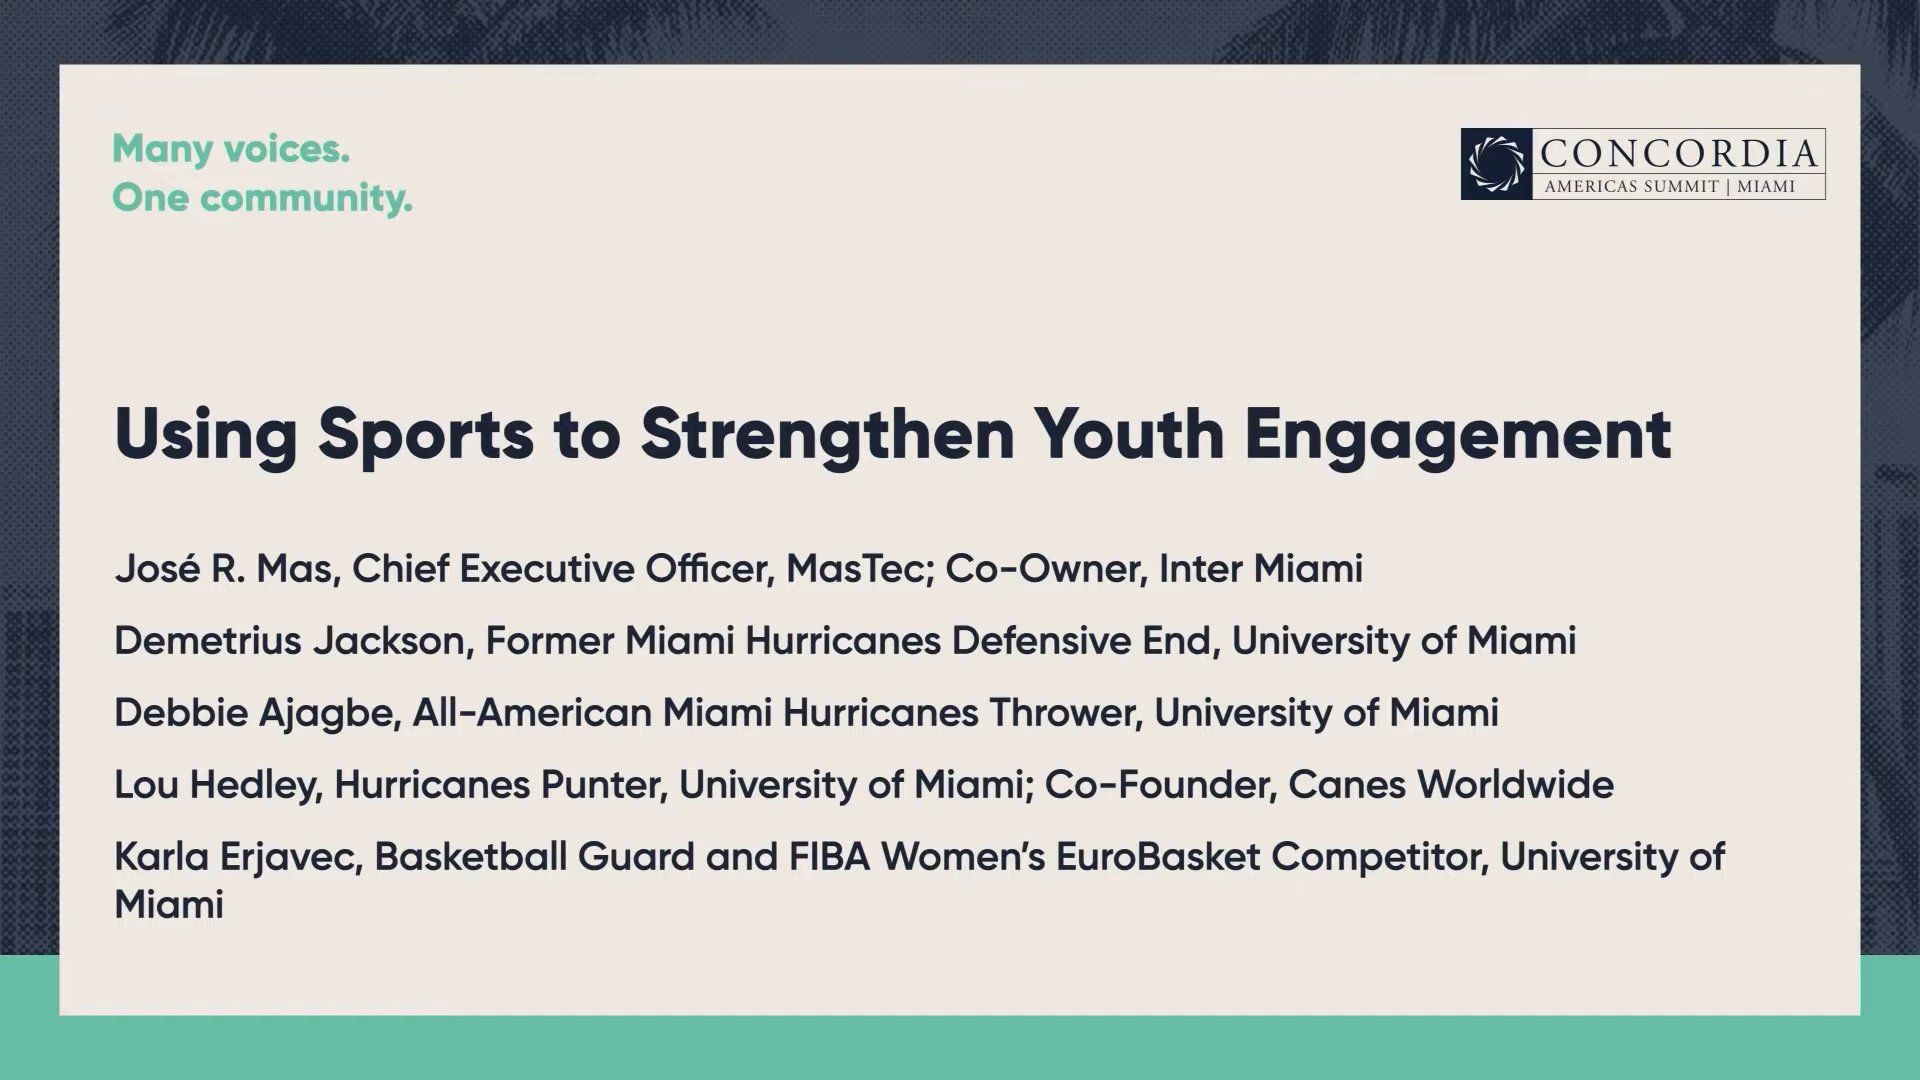 Many voices.
One community.
CONCORDIA
AMERICAS SUMMIT | MIAMI
Using Sports to Strengthen Youth Engagement
José R. Mas, Chief Executive Officer, MasTec; Co-Owner, Inter Miami
Demetrius Jackson, Former Miami Hurricanes Defensive End, University of Miami
Debbie Ajagbe, All-American Miami Hurricanes Thrower, University of Miami
Lou Hedley, Hurricanes Punter, University of Miami; Co-Founder, Canes Worldwide
Karla Erjavec, Basketball Guard and FIBA Women’s EuroBasket Competitor, University of
Miami